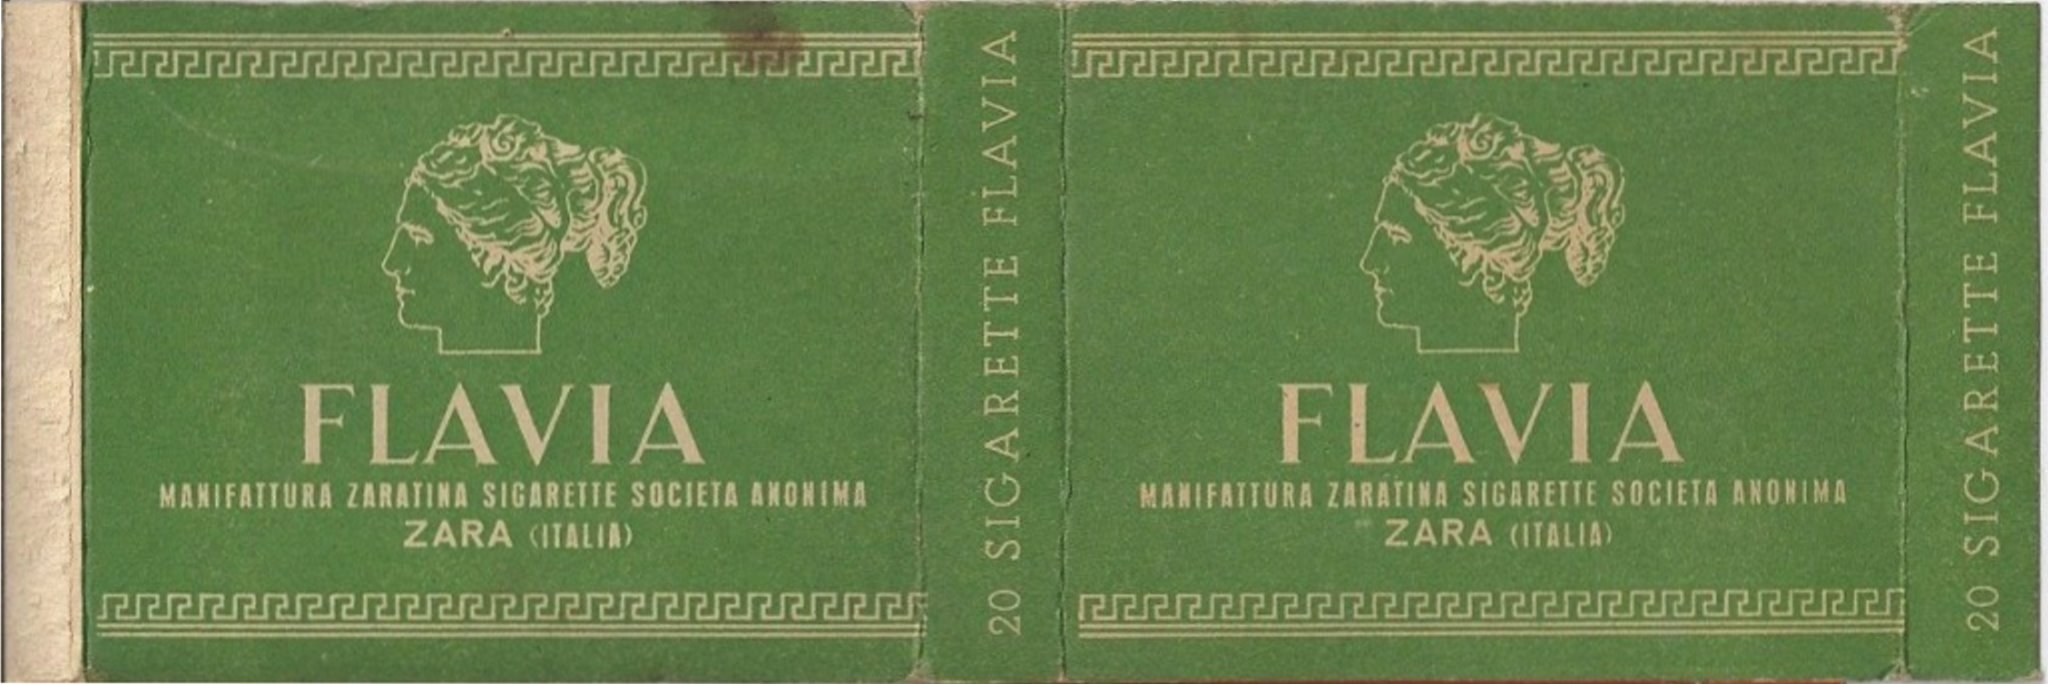 FLAVIA
MANIFATTURA ZARATINA SIGARETTE SOCIETA ANONIMA
ZARA (ITALIA)
20 SIGARETTE FLAVIA
FLAVIA
MANIFATTURA ZARATINA SIGARETTE SOCIETA ANONIMA
ZARA (ITALIA)
20 SIGARETTE FLAVIA